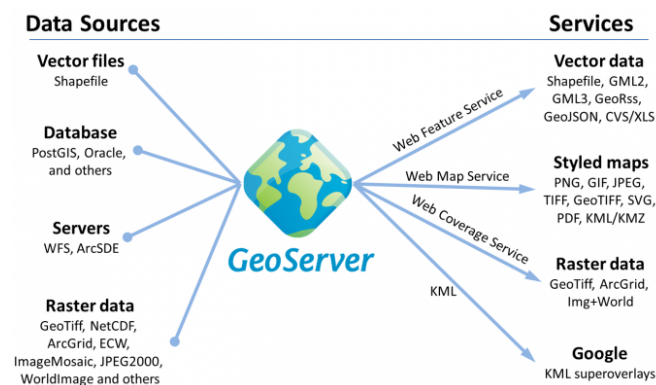 Data Sources
Services
Vector files
Shapefile
Database
PostGIS, Oracle,
and others
Servers
WFS, ArcSDE
Raster data
GeoTiff, NetCDF,
ArcGrid, ECW,
ImageMosaic, JPEG2000,
WorldImage and others
GeoServer
Web Feature Service
Web Map Service
Web Coverage Service
KML
Vector data
Shapefile, GML2,
GML3, GeoRss,
GeoJSON, CVS/XLS
Styled maps
PNG, GIF, JPEG,
TIFF, GeoTIFF, SVG,
PDF, KML/KMZ
Raster data
GeoTiff, ArcGrid,
Img+World
Google
KML superoverlays